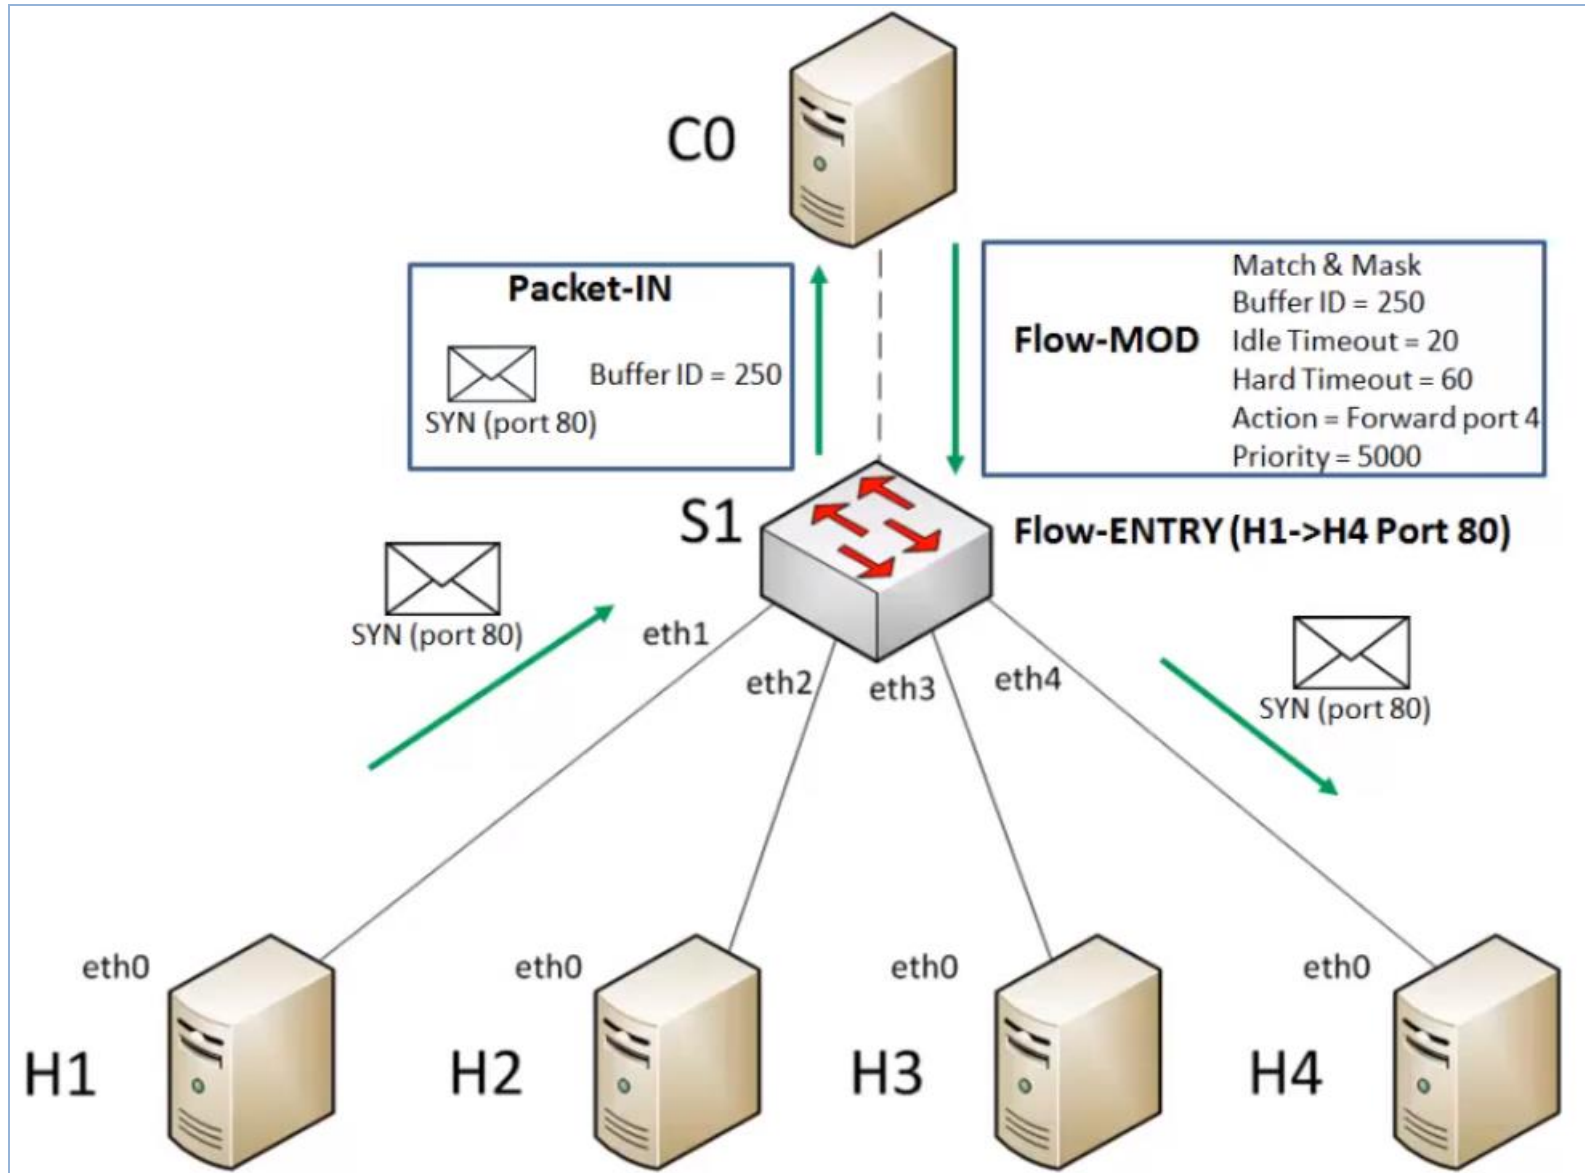 C0
Packet-IN
Buffer ID = 250
SYN (port 80)
Flow-MOD
Match & Mask
Buffer ID = 250
Idle Timeout = 20
Hard Timeout = 60
Action = Forward port 4
Priority = 5000
S1
Flow-ENTRY (H1->H4 Port 80)
SYN (port 80)
eth1
eth2
eth3
eth4
SYN (port 80)
eth0
eth0
eth0
eth0
H1
H2
H3
H4